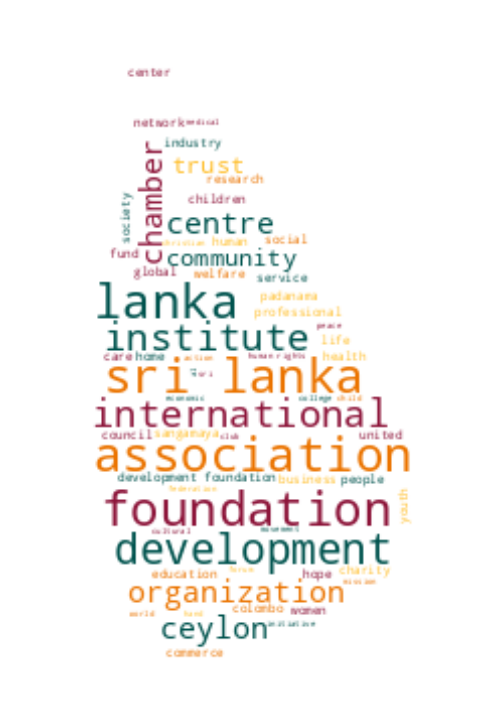 center
network medical
industry
chamber
trust
research
children
society
centre
christian human social
fund
community
global welfare service
lanka
padanama
professional
institute
peace
life
care home action human rights health
sri lanka
sri
economic college child
international
council sangamaya club united
association
development foundation business people
federation
foundation
youth
cultural movement
development
education forum hope charity
mission
organization
world fund colombo women
ceylon
initiative
commerce